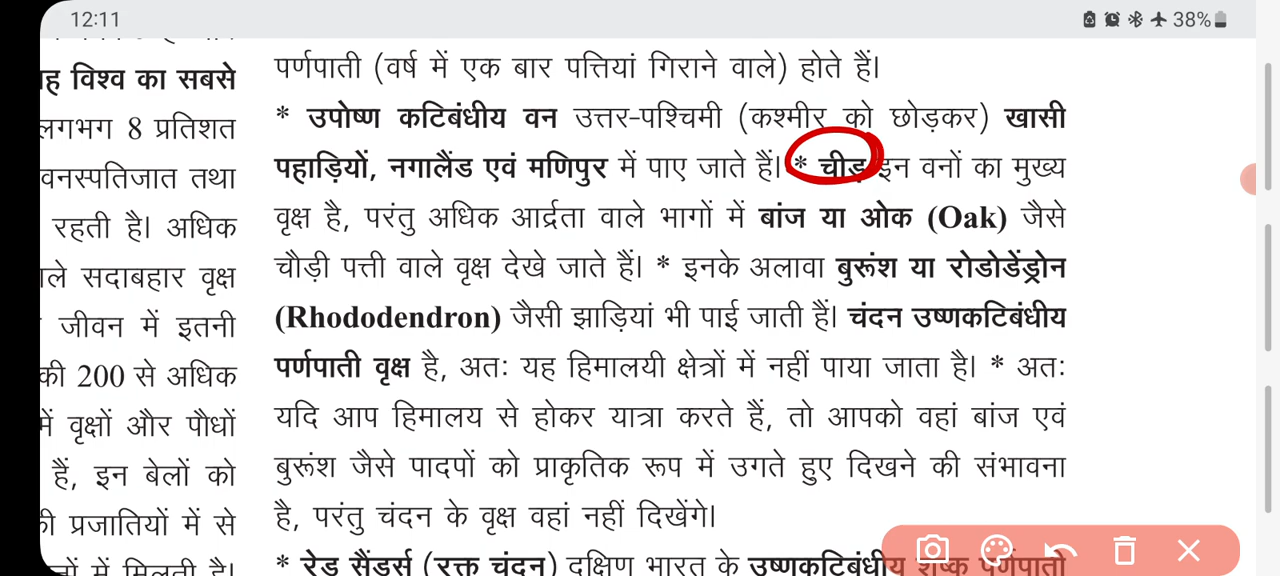 12:11
38%
ह विश्व का सबसे
लगभग 8 प्रतिशत
वनस्पतिजात तथा
रहती है। अधिक
ले सदाबहार वृक्ष
जीवन में इतनी
की 200 से अधिक
में वृक्षों और पौधों
हैं, इन बेलों को
की प्रजातियों में से
में मिलती है।
पर्णपाती (वर्ष में एक बार पत्तियां गिराने वाले) होते हैं।
* उपोष्ण कटिबंधीय वन उत्तर-पश्चिमी (कश्मीर को छोड़कर) खासी
पहाड़ियों, नगालैंड एवं मणिपुर में पाए जाते हैं। * चीड़ इन वनों का मुख्य
वृक्ष है, परंतु अधिक आर्द्रता वाले भागों में बांज या ओक (Oak) जैसे
चौड़ी पत्ती वाले वृक्ष देखे जाते हैं। * इनके अलावा बुरूंश या रोडोडेंड्रोन
(Rhododendron) जैसी झाड़ियां भी पाई जाती हैं। चंदन उष्णकटिबंधीय
पर्णपाती वृक्ष है, अतः यह हिमालयी क्षेत्रों में नहीं पाया जाता है। * अतः
यदि आप हिमालय से होकर यात्रा करते हैं, तो आपको वहां बांज एवं
बुरूंश जैसे पादपों को प्राकृतिक रूप में उगते हुए दिखने की संभावना
है, परंतु चंदन के वृक्ष वहां नहीं दिखेंगे।
* रेड सैंडर्स (रक्त चंदन) दक्षिण भारत के उष्णकटिबंधीय शुष्क पर्णपाती